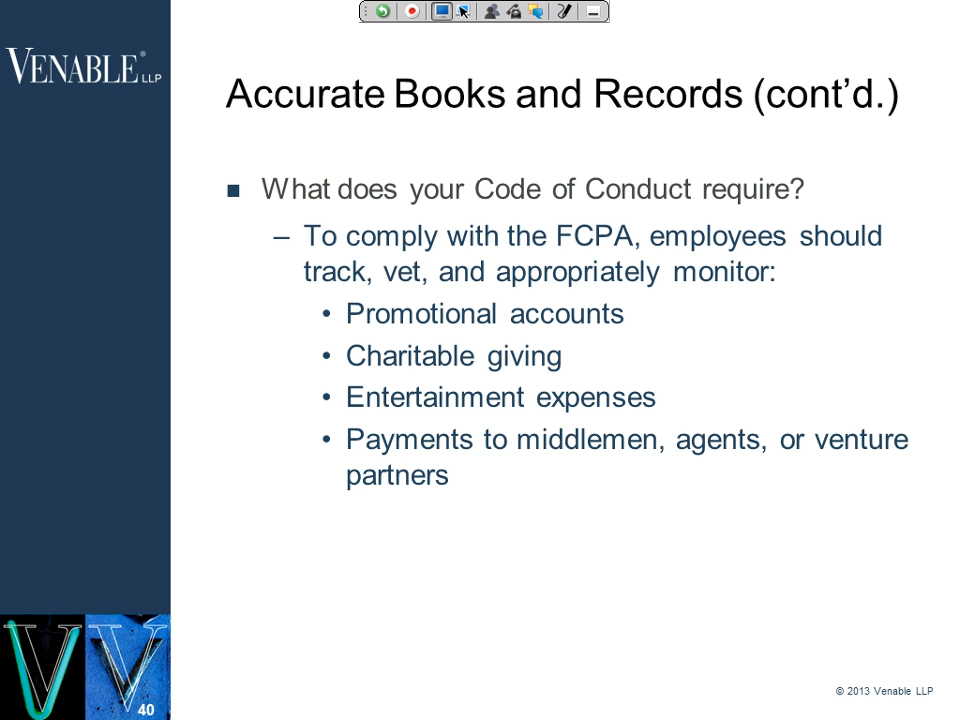 VENABLE® LLP
Accurate Books and Records (cont’d.)
■ What does your Code of Conduct require?
– To comply with the FCPA, employees should
track, vet, and appropriately monitor:
• Promotional accounts
• Charitable giving
• Entertainment expenses
• Payments to middlemen, agents, or venture
partners
40
© 2013 Venable LLP